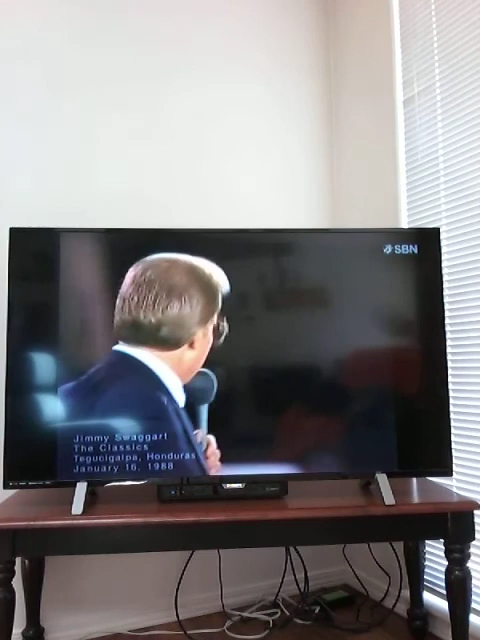 SBN
Jimmy Swaggart
The Classics
Tegucigalpa, Honduras
January 16, 1988